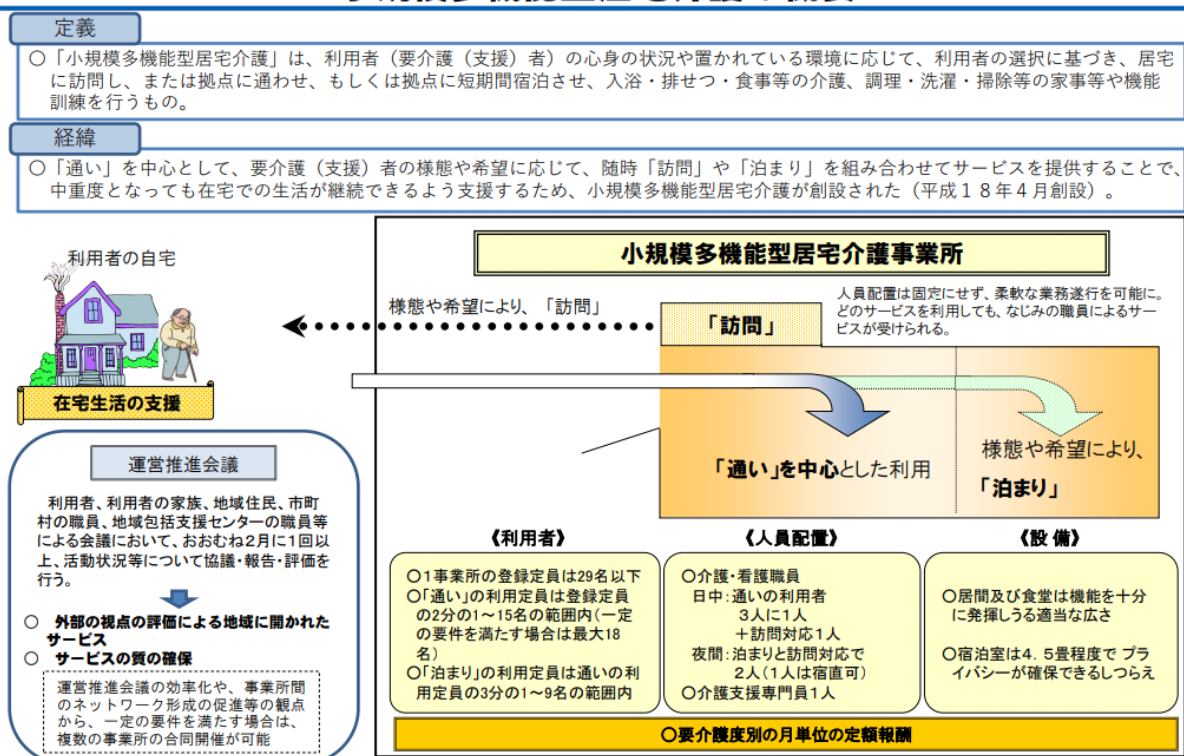 定義
○「小規模多機能型居宅介護」は、利用者（要介護（支援）者）の心身の状況や置かれている環境に応じて、利用者の選択に基づき、居宅
に訪問し、または拠点に通わせ、もしくは拠点に短期間宿泊させ、入浴・排せつ・食事等の介護、調理・洗濯・掃除等の家事等や機能
訓練を行うもの。
経緯
○「通い」を中心として、要介護（支援）者の様態や希望に応じて、随時「訪問」や「泊まり」を組み合わせてサービスを提供することで、
中重度となっても在宅での生活が継続できるよう支援するため、小規模多機能型居宅介護が創設された（平成１８年４月創設）。
利用者の自宅
在宅生活の支援
様態や希望により、「訪問」
小規模多機能型居宅介護事業所
人員配置は固定にせず、柔軟な業務遂行を可能に。
どのサービスを利用しても、なじみの職員によるサー
ビスが受けられる。
「訪問」
「通い」を中心とした利用
様態や希望により、
「泊まり」
運営推進会議
利用者、利用者の家族、地域住民、市町
村の職員、地域包括支援センターの職員等
による会議において、おおむね２月に１回以
上、活動状況等について協議・報告・評価を
行う。
○ 外部の視点の評価による地域に開かれた
サービス
○ サービスの質の確保
運営推進会議の効率化や、事業所間
のネットワーク形成の促進等の観点
から、一定の要件を満たす場合は、
複数の事業所の合同開催が可能
《利用者》
○1事業所の登録定員は29名以下
○「通い」の利用定員は登録定員
の2分の1～15名の範囲内（一定
の要件を満たす場合は最大18
名）
○「泊まり」の利用定員は通いの利
用定員の3分の1～9名の範囲内
《人員配置》
○介護・看護職員
日中：通いの利用者
3人に1人
＋訪問対応1人
夜間：泊まりと訪問対応で
2人（1人は宿直可）
○介護支援専門員1人
《設 備》
○居間及び食堂は機能を十分
に発揮しうる適当な広さ
○宿泊室は４．５畳程度で プラ
イバシーが確保できるしつらえ
○要介護度別の月単位の定額報酬